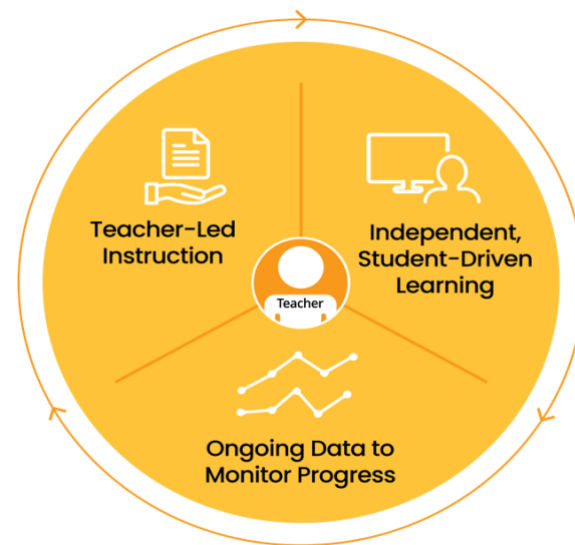 Teacher-Led
Instruction
Independent,
Student-Driven
Learning
Teacher
Ongoing Data to
Monitor Progress